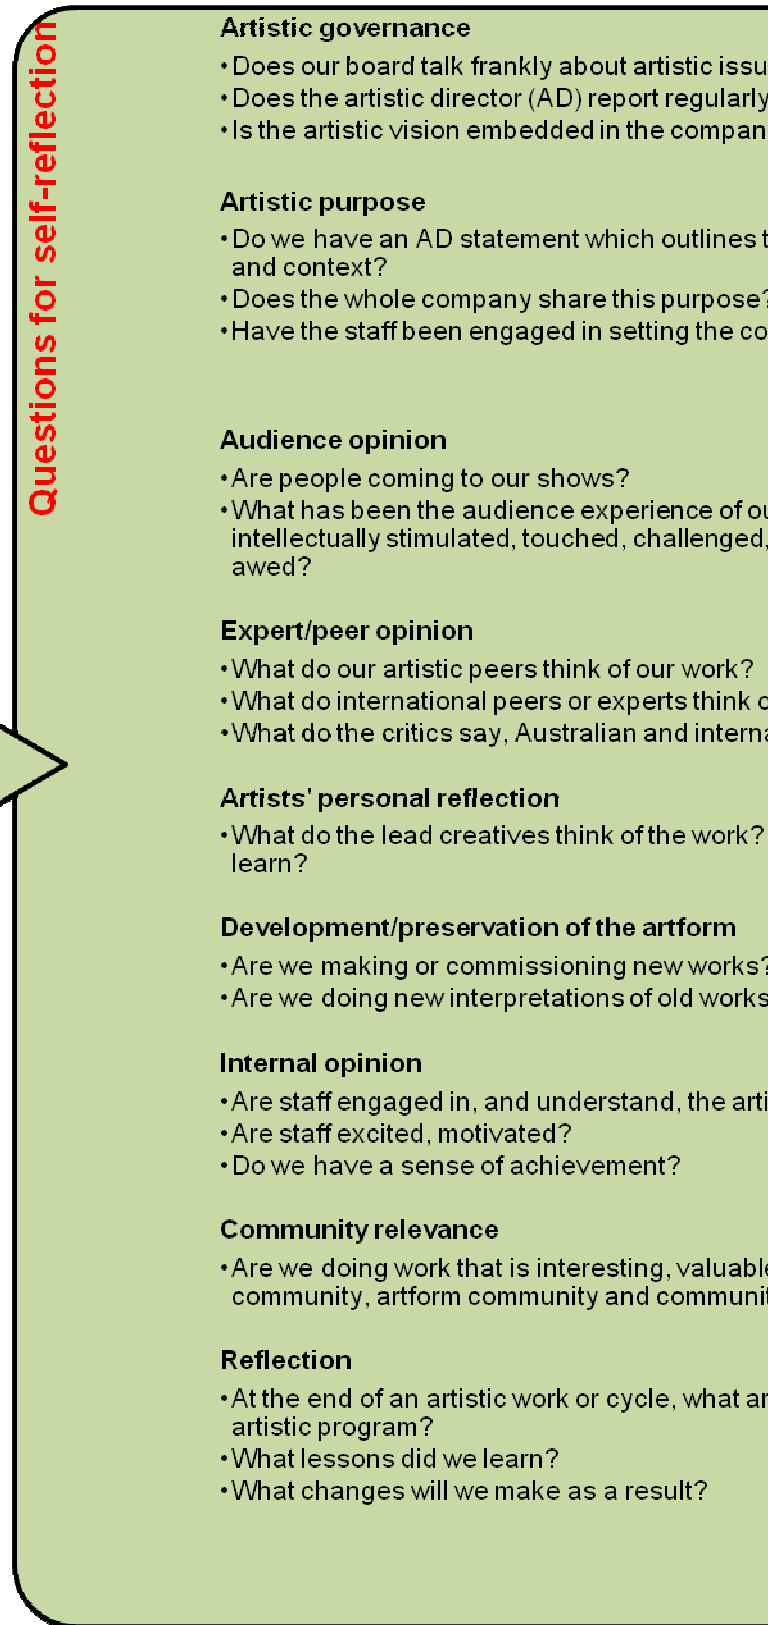 Questions for self-reflection
Artistic governance
•Does our board talk frankly about artistic issu
•Does the artistic director (AD) report regularly
•Is the artistic vision embedded in the compan
Artistic purpose
•Do we have an AD statement which outlines t
and context?
•Does the whole company share this purpose?
•Have the staff been engaged in setting the co
Audience opinion
•Are people coming to our shows?
•What has been the audience experience of ou
intellectually stimulated, touched, challenged,
awed?
Expert/peer opinion
•What do our artistic peers think of our work?
•What do international peers or experts think o
•What do the critics say, Australian and interna
Artists' personal reflection
•What do the lead creatives think of the work?
learn?
Development/preservation of the artform
•Are we making or commissioning new works?
•Are we doing new interpretations of old works
Internal opinion
•Are staff engaged in, and understand, the arti
•Are staff excited, motivated?
•Do we have a sense of achievement?
Community relevance
•Are we doing work that is interesting, valuable
community, artform community and communit
Reflection
•At the end of an artistic work or cycle, what ar
artistic program?
•What lessons did we learn?
•What changes will we make as a result?